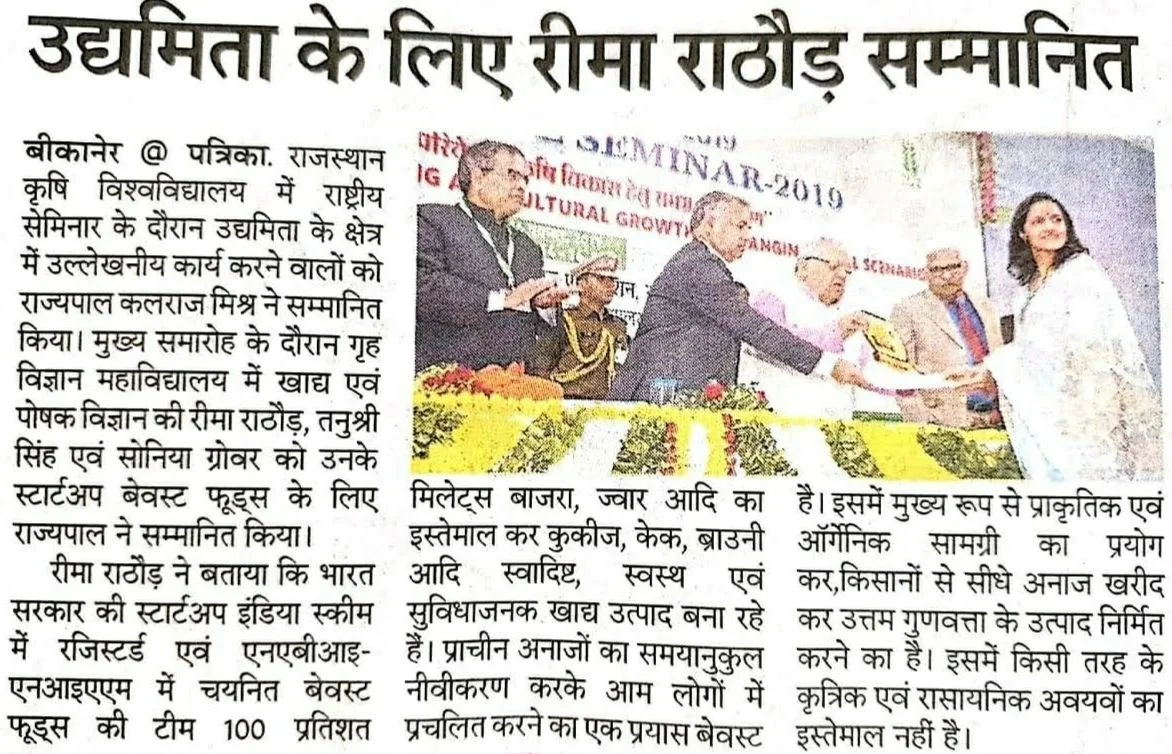 उद्यमिता के लिए रीमा राठौड़ सम्मानित
बीकानेर @ पत्रिका. राजस्थान
कृषि विश्वविद्यालय में राष्ट्रीय
सेमिनार के दौरान उद्यमिता के क्षेत्र
में उल्लेखनीय कार्य करने वालों को
राज्यपाल कलराज मिश्र ने सम्मानित
किया। मुख्य समारोह के दौरान गृह
विज्ञान महाविद्यालय में खाद्य एवं
पोषक विज्ञान की रीमा राठौड़, तनुश्री
सिंह एवं सोनिया ग्रोवर को उनके
स्टार्टअप बेवस्ट फूड्स के लिए
राज्यपाल ने सम्मानित किया।
रीमा राठौड़ ने बताया कि भारत
सरकार की स्टार्टअप इंडिया स्कीम
में रजिस्टर्ड एवं एनएबीआइ-
एनआइएएम में चयनित बेवस्ट
फूड्स की टीम 100 प्रतिशत
2019
SEMINAR-2019
कृषि विकास हेतु
ULTURAL GROWTH
SCENARIO
मिलेट्स बाजरा, ज्वार आदि का
इस्तेमाल कर कुकीज, केक, ब्राउनी
आदि स्वादिष्ट, स्वस्थ एवं
सुविधाजनक खाद्य उत्पाद बना रहे
है। प्राचीन अनाजों का समयानुकुल
नीवीकरण करके आम लोगों में
प्रचलित करने का एक प्रयास बेवस्ट
है। इसमें मुख्य रूप से प्राकृतिक एवं
ऑर्गेनिक सामग्री का प्रयोग
कर,किसानों से सीधे अनाज खरीद
कर उत्तम गुणवत्ता के उत्पाद निर्मित
करने का है। इसमें किसी तरह के
कृत्रिक एवं रासायनिक अवयवों का
इस्तेमाल नहीं है।